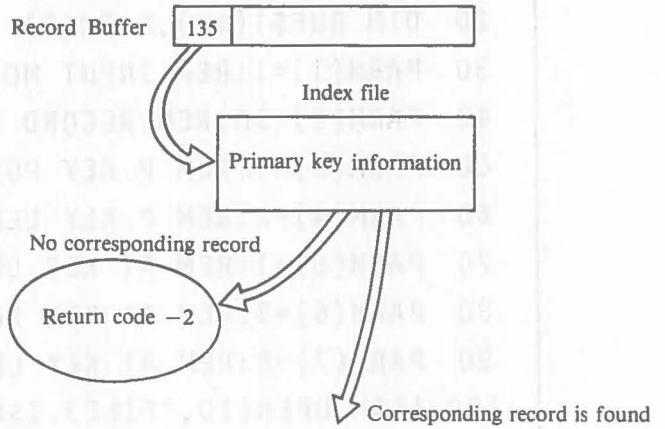 Record Buffer 135
Index file
Primary key information
No corresponding record
Return code −2
Corresponding record is found